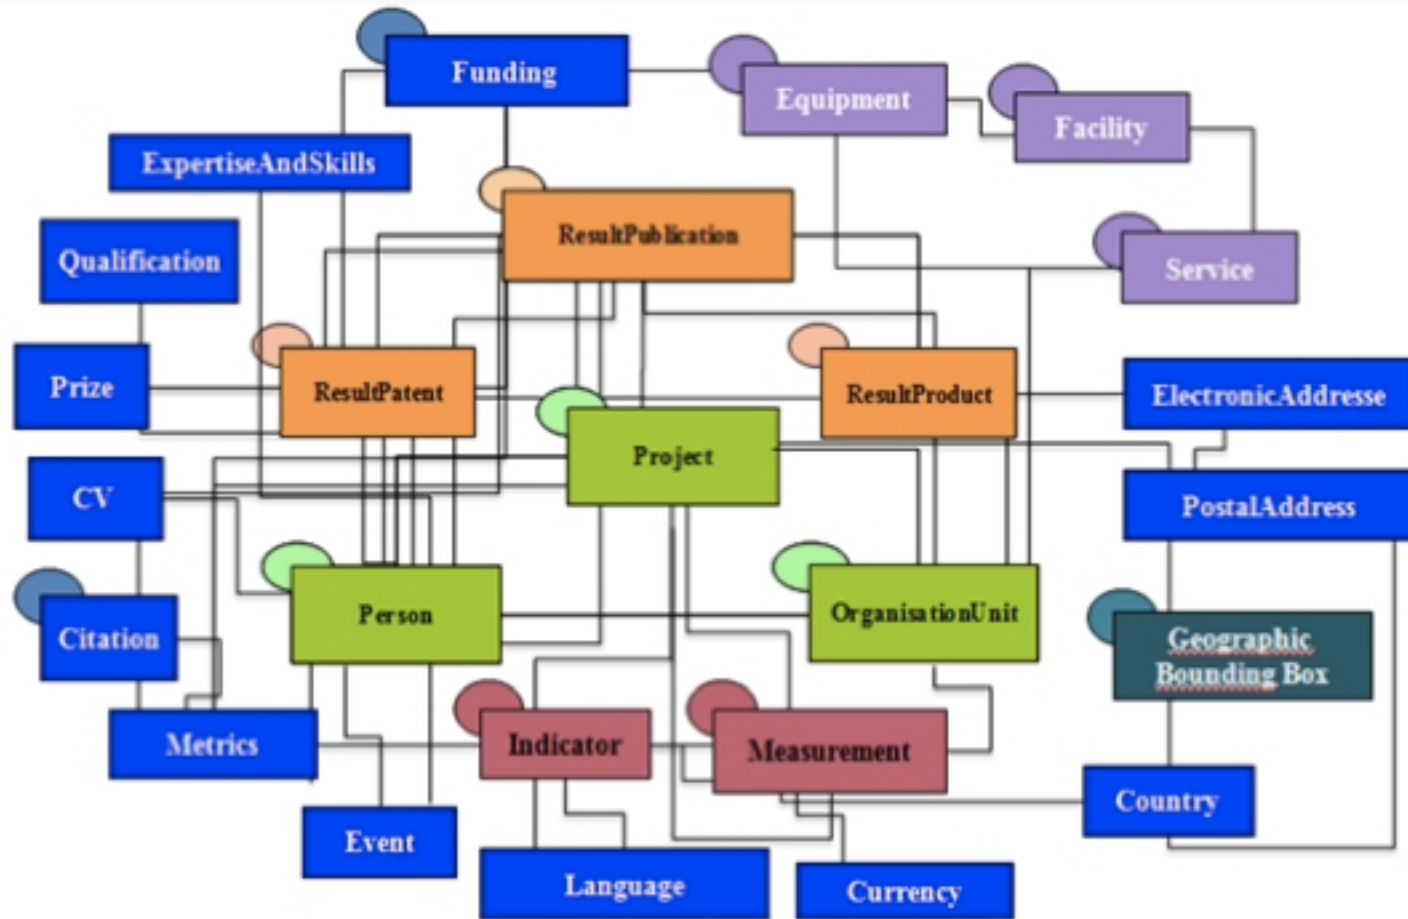 Funding
Equipment
Facility
ExpertiseAndSkills
ResultPublication
Qualification
Service
Prize
ResultPatent
ResultProduct
ElectronicAddresse
Project
CV
PostalAddress
Person
OrganisationUnit
Citation
Geographic
Bounding Box
Metrics
Indicator
Measurement
Country
Event
Language
Currency